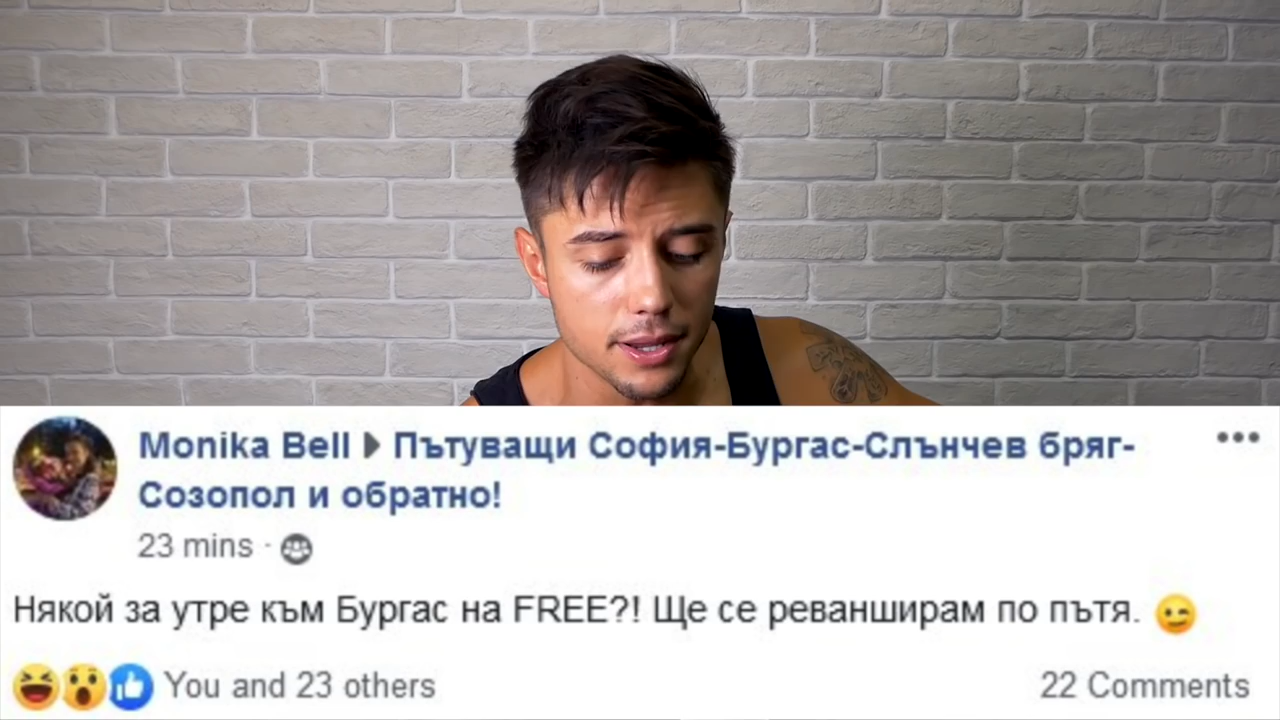 Monika Bell ▶ Пътуващи София-Бургас-Слънчев бряг-
Созопол и обратно!
23 mins ·
Някой за утре към Бургас на FREE?! Ще се реванширам по пътя. 😉
You and 23 others
22 Comments